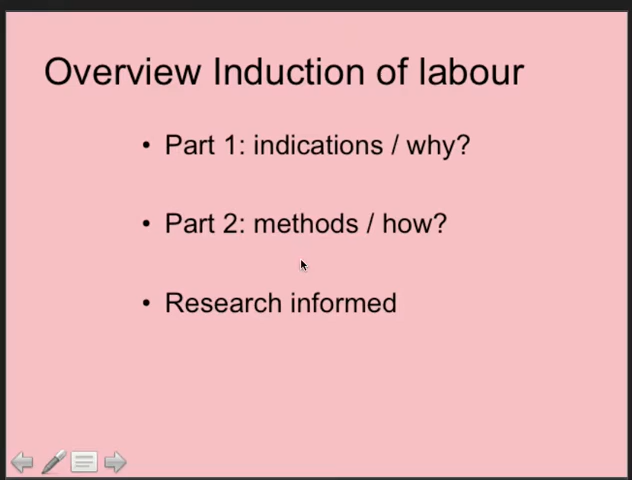 Overview Induction of labour
• Part 1: indications / why?
• Part 2: methods / how?
• Research informed